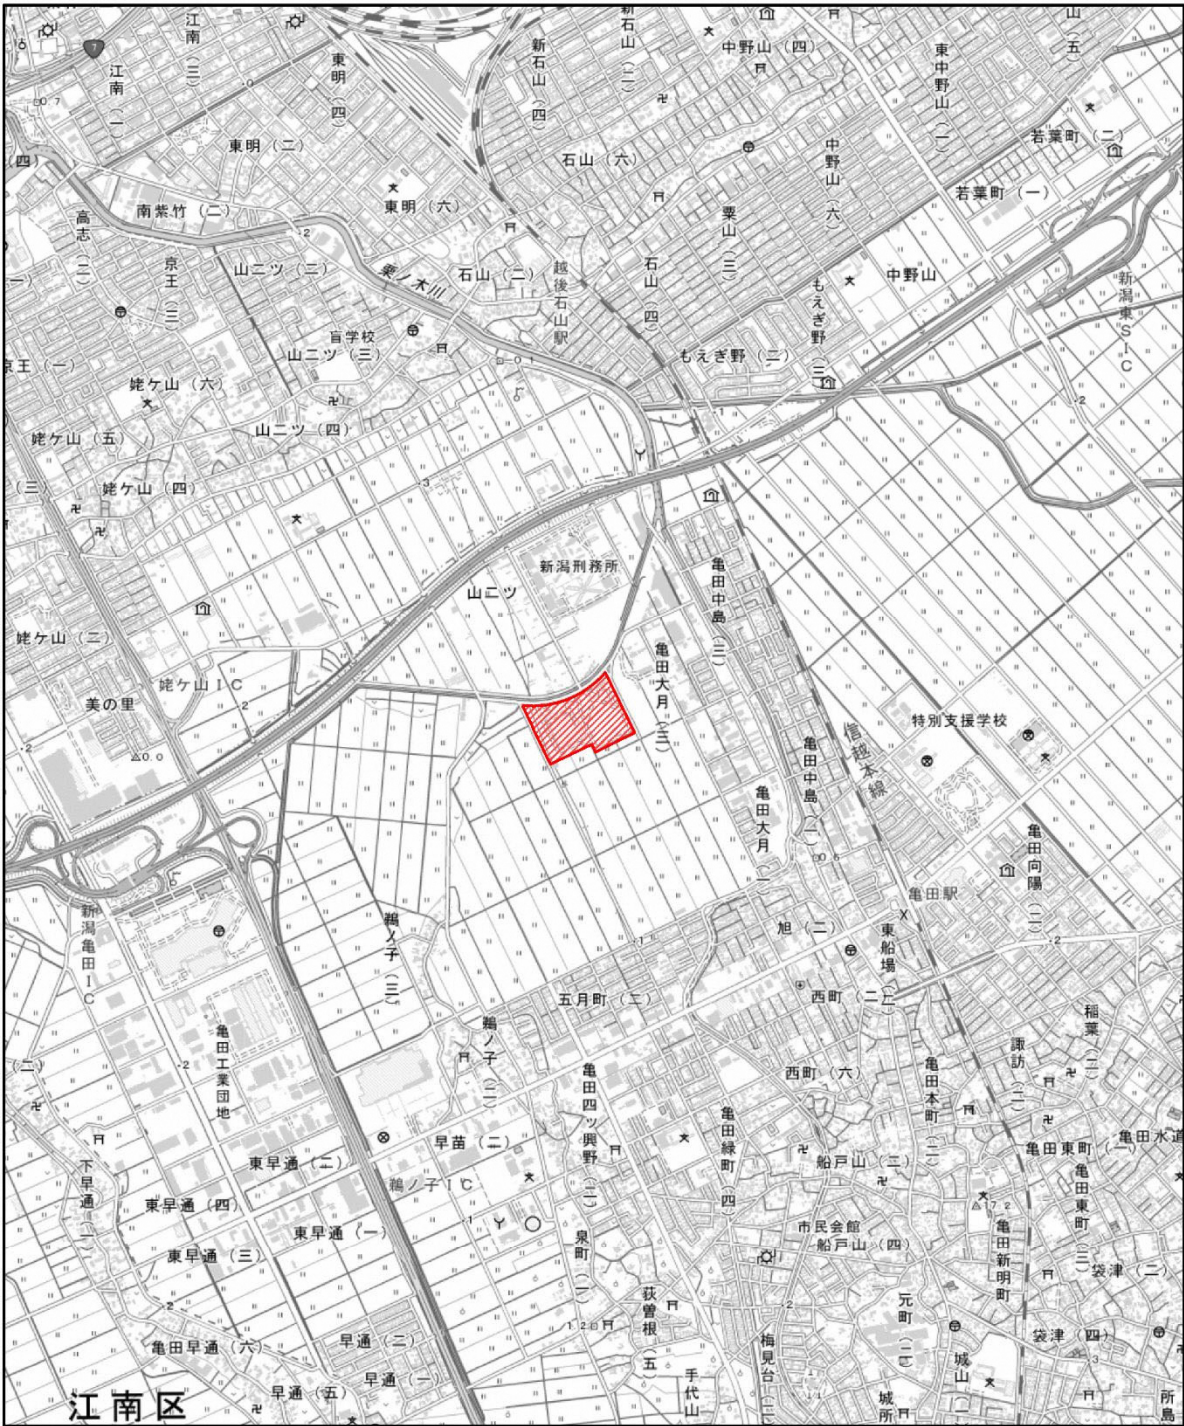 江南（三）
7
江南（一）
東明（四）
新石山（四）
新石山（二）
中野山（四）
東中野山（一）
若葉町（二）
東明（二）
石山（六）
中野山（六）
若葉町（一）
南紫竹（二）
東明（六）
高志（二）
京王（三）
山二ツ（二）
栗ノ木川
石山（二）
越後石山駅
石山（四）
栗山（三）
もえぎ野（三）
中野山
新潟東SIC
盲学校
山二ツ（三）
もえぎ野（二）
京王（一）
姥ケ山（六）
姥ケ山（五）
山二ツ（四）
姥ケ山（四）
新潟刑務所
山二ツ
亀田中島（三）
姥ケ山（二）
亀田大月（三）
姥ケ山IC
美の里
特別支援学校
信越本線
亀田中島（一）
亀田大月（一）
亀田向陽（二）
亀田駅
新潟亀田IC
鵜ノ子（三）
旭（二）
東船場（二）
五月町（二）
西町（二）
稲葉（二）
亀田工業団地
鵜ノ子（二）
諏訪（二）
西町（六）
亀田本町（二）
亀田四ツ興野（二）
亀田緑町（四）
早苗（二）
亀田東町（一）
亀田水道
船戸山（二）
下早通（一）
東早通（二）
鵜ノ子IC
東早通（四）
亀田東町（三）
東早通（一）
泉町（一）
市民会館
船戸山（四）
亀田新明町
東早通（三）
袋津（二）
荻曽根（五）
元町（二）
早通（二）
亀田早通（六）
梅見台（三）
袋津（四）
早通（一）
早通（五）
手代山
城山（一）
城所
所島
江南区